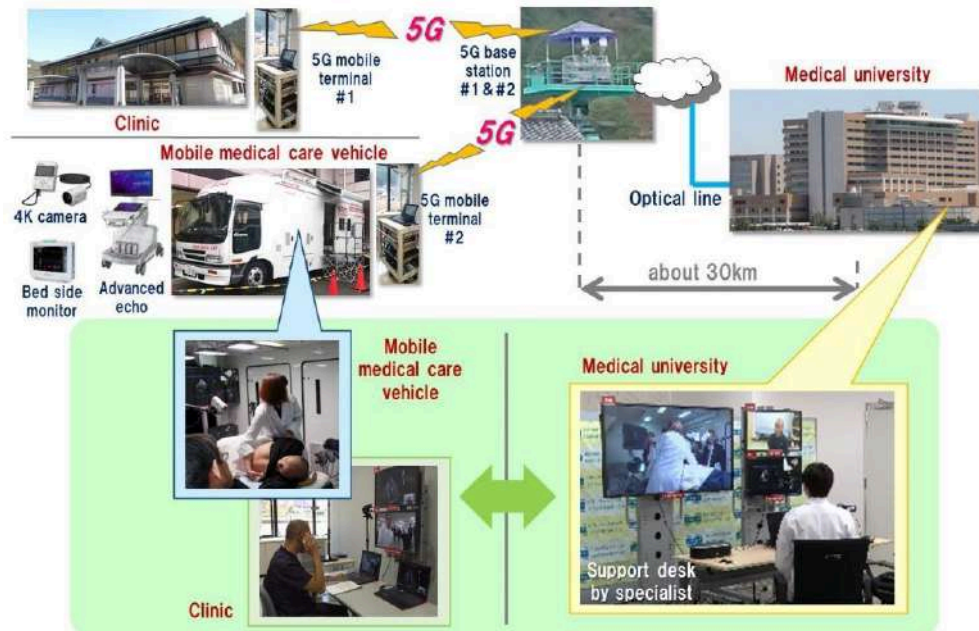 5G
5G mobile
terminal
#1
5G base
station
#1 & #2
Clinic
Medical university
5G
Mobile medical care vehicle
4K camera
5G mobile
terminal
#2
Optical line
Bed side
monitor
Advanced
echo
about 30km
Mobile
medical care
vehicle
Medical university
Clinic
Support desk
by specialist